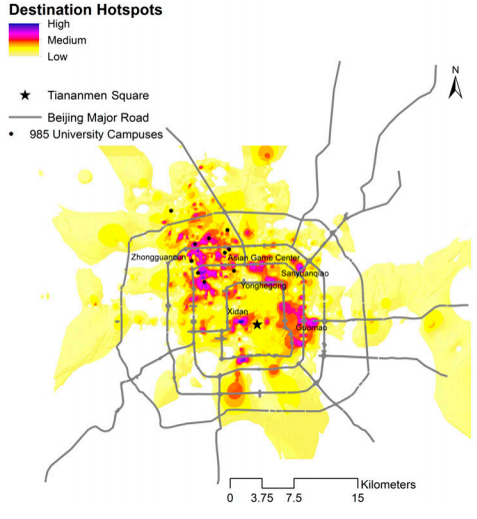 Destination Hotspots
High
Medium
Low
Tiananmen Square
Beijing Major Road
985 University Campuses
N
Zhongguancun
Asian Game Center
Sanyuanqiao
Yonghegong
Xidan
Guomao
Kilometers
0 3.75 7.5 15